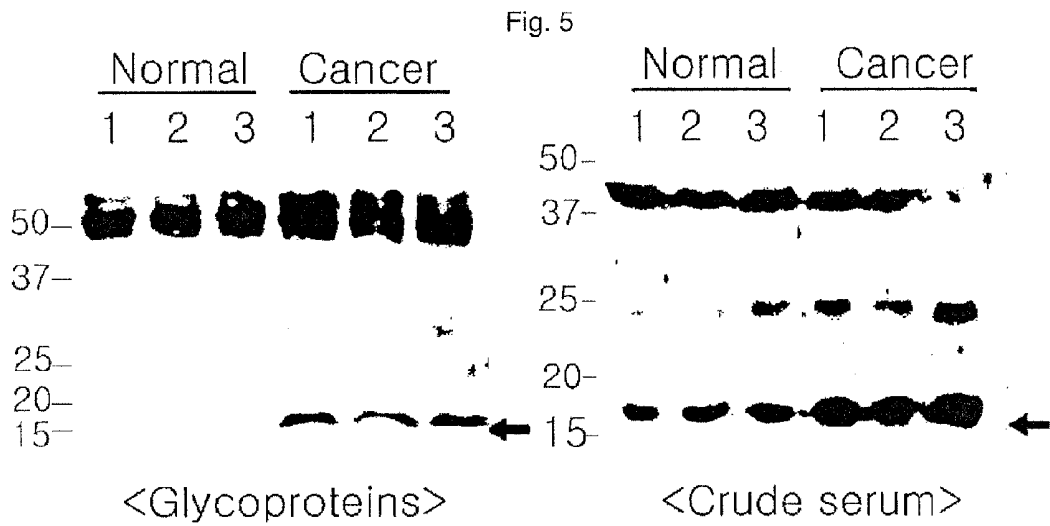 Fig. 5
Normal Cancer
1 2 3 1 2 3
50–
37–
25–
20–
15–
<Glycoproteins>
Normal Cancer
1 2 3 1 2 3
50–
37–
25–
20–
15–
<Crude serum>